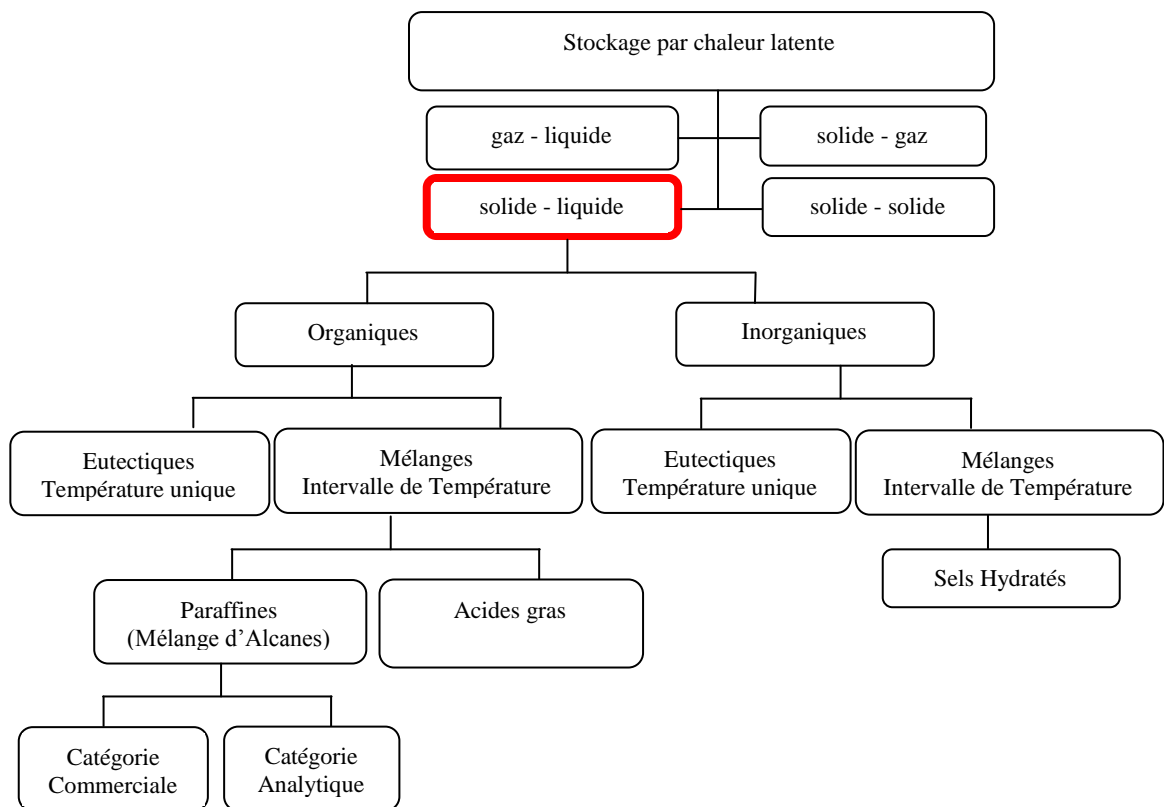 Stockage par chaleur latente
gaz - liquide
solide - gaz
solide - liquide
solide - solide
Organiques
Inorganiques
Eutectiques
Température unique
Mélanges
Intervalle de Température
Eutectiques
Température unique
Mélanges
Intervalle de Température
Paraffines
(Mélange d'Alcanes)
Acides gras
Sels Hydratés
Catégorie
Commerciale
Catégorie
Analytique